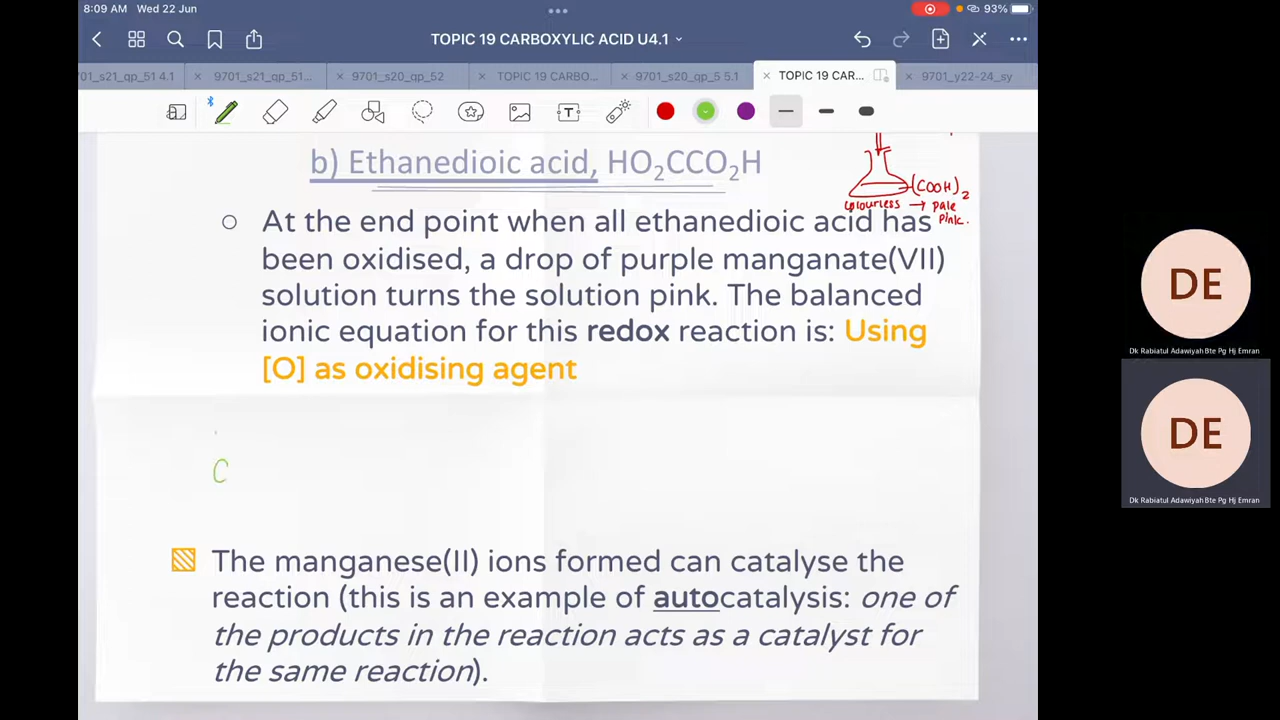 8:09 AM Wed 22 Jun
93%
TOPIC 19 CARBOXYLIC ACID U4.1
9701_s21_qp_51 4.1
9701_s21_qp_51...
9701_s20_qp_52
TOPIC 19 CARBO...
9701_s20_qp_5 5.1
TOPIC 19 CAR...
9701_y22-24_sy
b) Ethanedioic acid, HO₂CCO₂H
(COOH)₂
colourless → pale
pink.
At the end point when all ethanedioic acid has
been oxidised, a drop of purple manganate(VII)
solution turns the solution pink. The balanced
ionic equation for this redox reaction is: Using
[O] as oxidising agent
C
The manganese(II) ions formed can catalyse the
reaction (this is an example of autocatalysis: one of
the products in the reaction acts as a catalyst for
the same reaction).
DE
Dk Rabiatul Adawiyah Bte Pg Hj Emran
DE
Dk Rabiatul Adawiyah Bte Pg Hj Emran